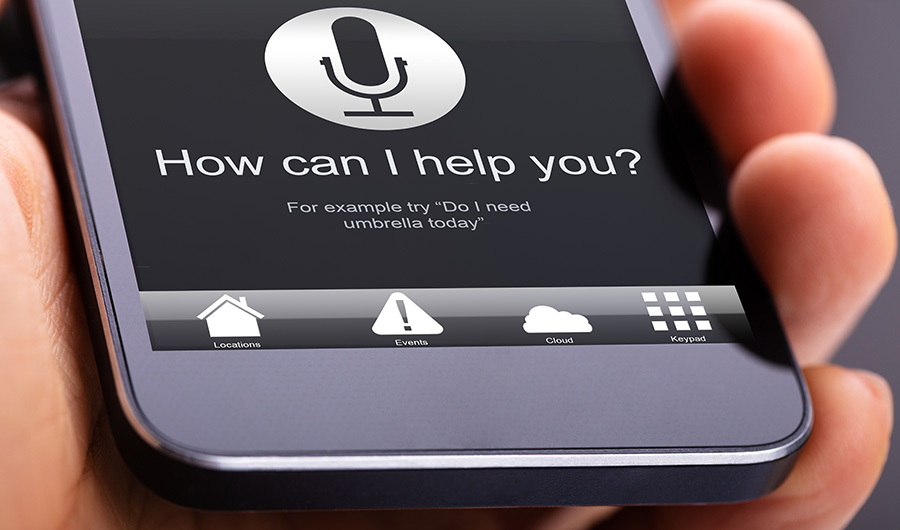 How can I help you?
For example try “Do I need
umbrella today”
Locations
Events
Cloud
Keypad